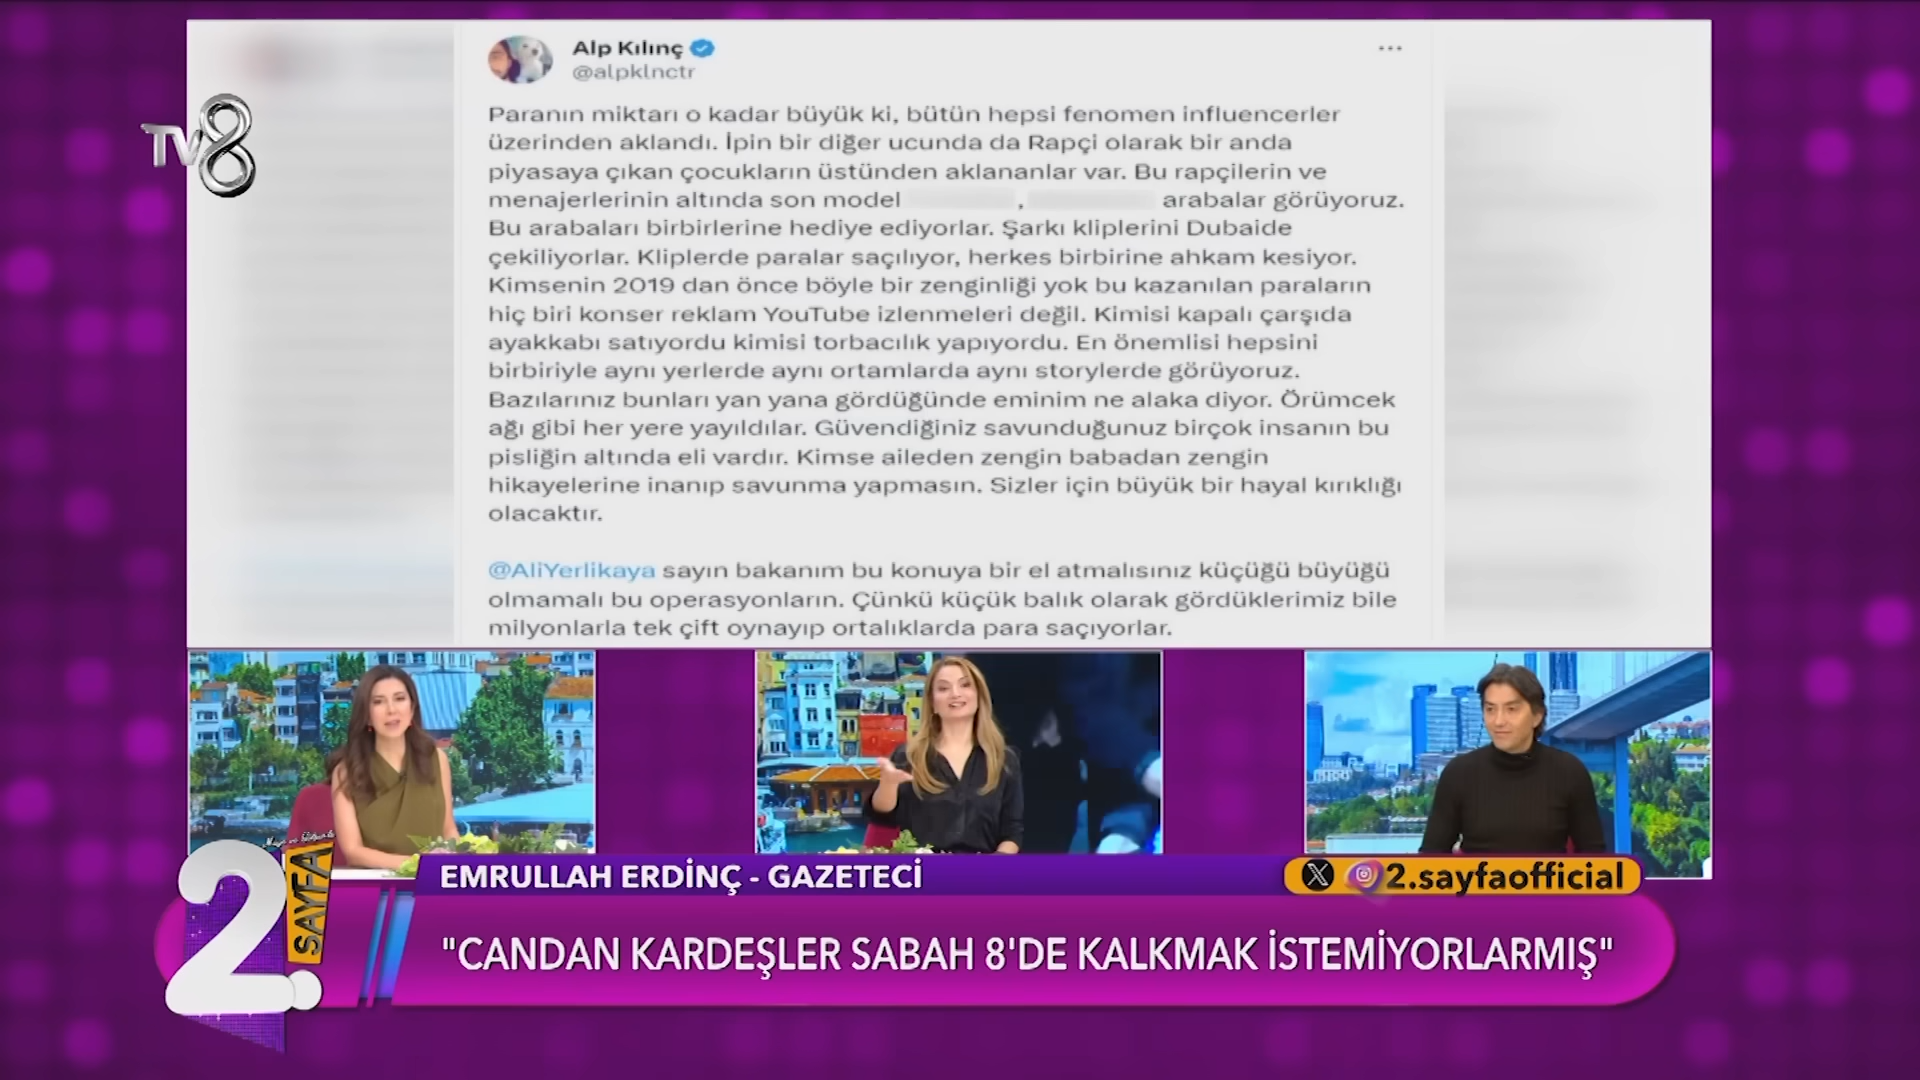 Alp Kılınç
@alpklnctr
Paranın miktarı o kadar büyük ki, bütün hepsi fenomen influencerler
üzerinden aklandı. İpin bir diğer ucunda da Rapçi olarak bir anda
piyasaya çıkan çocukların üstünden aklananlar var. Bu rapçilerin ve
menajerlerinin altında son model , arabalar görüyoruz.
Bu arabaları birbirlerine hediye ediyorlar. Şarkı kliplerini Dubaide
çekiliyorlar. Kliplerde paralar saçılıyor, herkes birbirine ahkam kesiyor.
Kimsenin 2019 dan önce böyle bir zenginliği yok bu kazanılan paraların
hiç biri konser reklam YouTube izlenmeleri değil. Kimisi kapalı çarşıda
ayakkabı satıyordu kimisi torbacılık yapıyordu. En önemlisi hepsini
birbiriyle aynı yerlerde aynı ortamlarda aynı storylerde görüyoruz.
Bazılarınız bunları yan yana gördüğünde eminim ne alaka diyor. Örümcek
ağı gibi her yere yayıldılar. Güvendiğiniz savunduğunuz birçok insanın bu
pisliğin altında eli vardır. Kimse aileden zengin babadan zengin
hikayelerine inanıp savunma yapmasın. Sizler için büyük bir hayal kırıklığı
olacaktır.
@AliYerlikaya sayın bakanım bu konuya bir el atmalısınız küçüğü büyüğü
olmamalı bu operasyonların. Çünkü küçük balık olarak gördüklerimiz bile
milyonlarla tek çift oynayıp ortalıklarda para saçıyorlar.
TV8
2. SAYFA
EMRULLAH ERDİNÇ - GAZETECİ
2.sayfaofficial
"CANDAN KARDEŞLER SABAH 8'DE KALKMAK İSTEMİYORLARMIŞ"